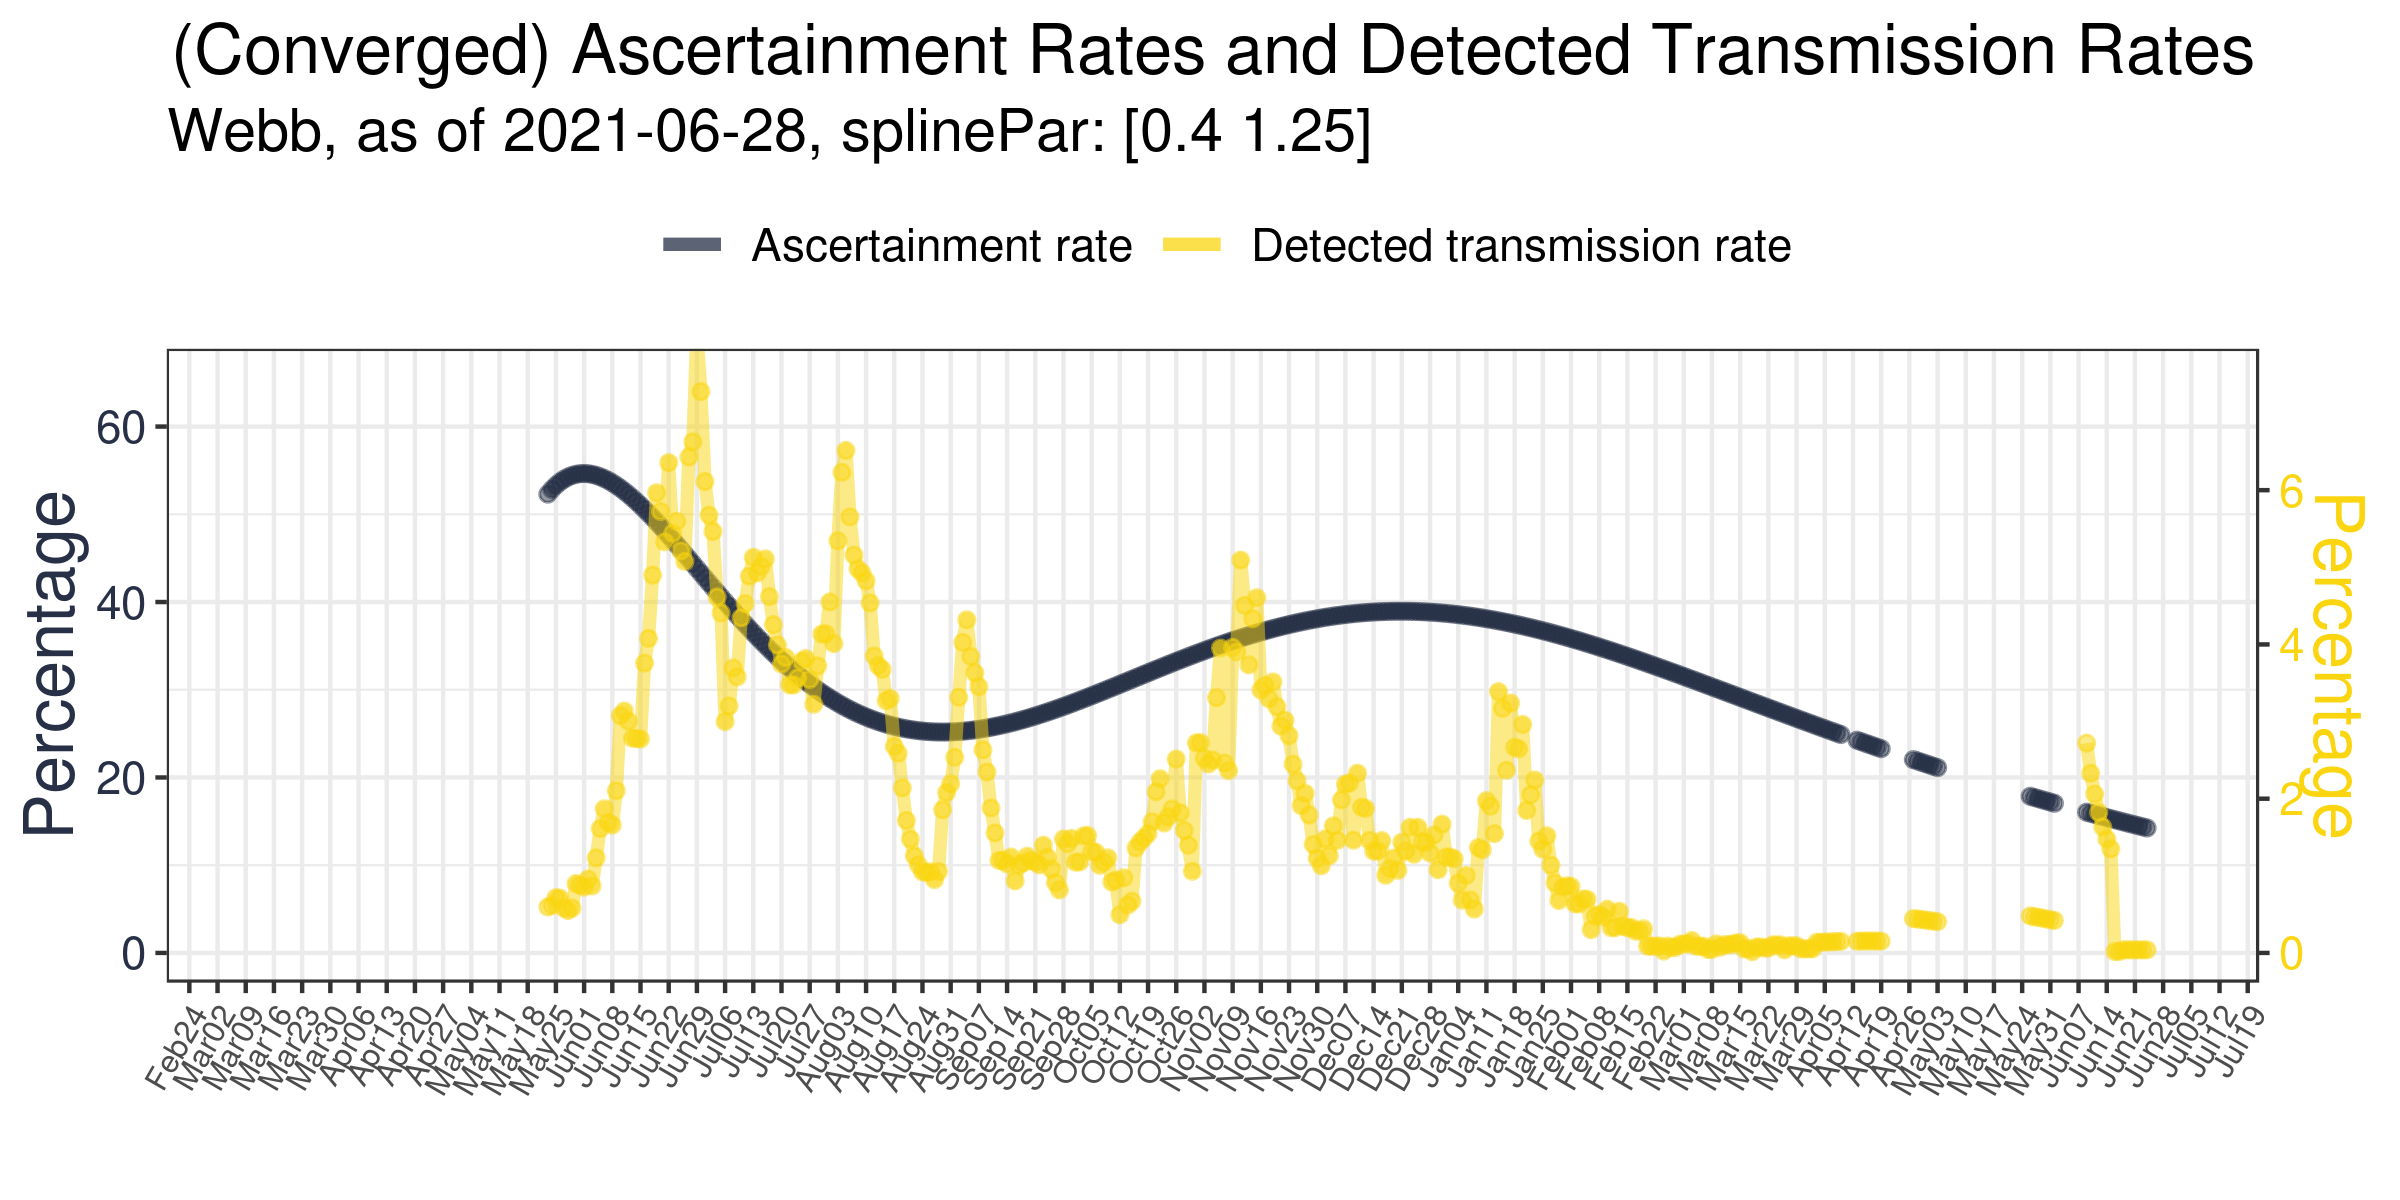 (Converged) Ascertainment Rates and Detected Transmission Rates
Webb, as of 2021-06-28, splinePar: [0.4 1.25]
Ascertainment rate
Detected transmission rate
Percentage
60
40
20
0
6
4
2
0
Percentage
Feb24
Mar02
Mar09
Mar16
Mar23
Mar30
Apr06
Apr13
Apr20
Apr27
May04
May11
May18
May25
Jun01
Jun08
Jun15
Jun22
Jun29
Jul06
Jul13
Jul20
Jul27
Aug03
Aug10
Aug17
Aug24
Aug31
Sep07
Sep14
Sep21
Sep28
Oct05
Oct12
Oct19
Oct26
Nov02
Nov09
Nov16
Nov23
Nov30
Dec07
Dec14
Dec21
Dec28
Jan04
Jan11
Jan18
Jan25
Feb01
Feb08
Feb15
Feb22
Mar01
Mar08
Mar15
Mar22
Mar29
Apr05
Apr12
Apr19
Apr26
May03
May10
May17
May24
May31
Jun07
Jun14
Jun21
Jun28
Jul05
Jul12
Jul19